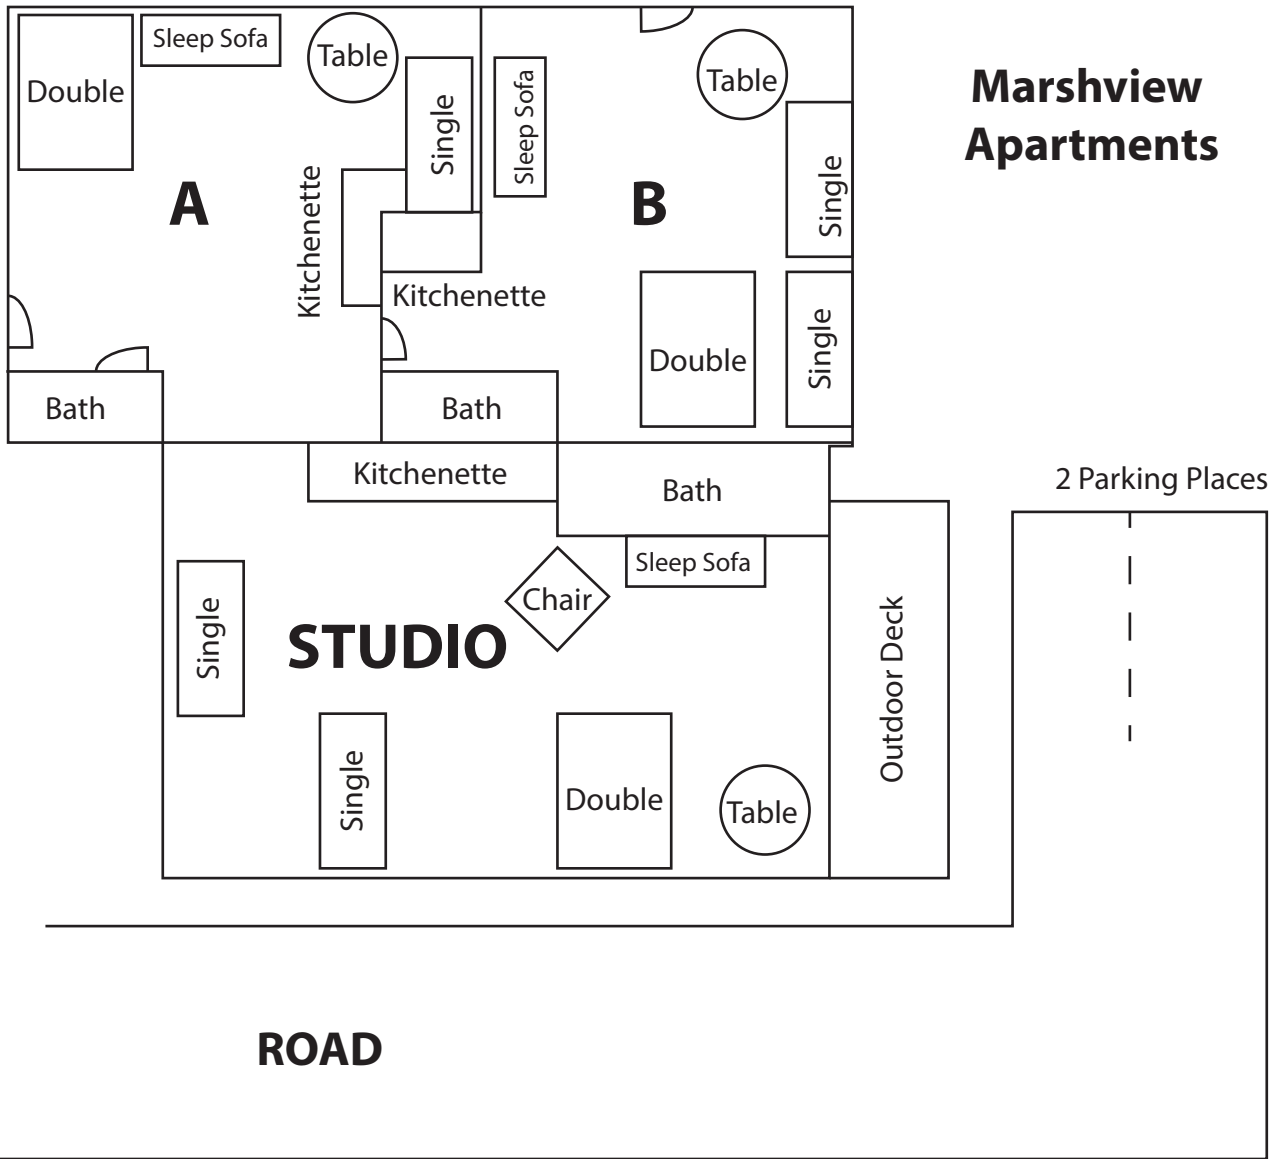 Marshview
Apartments
Double
Sleep Sofa
Table
Single
Kitchenette
A
Bath
Sleep Sofa
B
Table
Single
Kitchenette
Double
Single
Bath
Kitchenette
Bath
Sleep Sofa
Chair
Single
STUDIO
Single
Double
Table
Outdoor Deck
2 Parking Places
ROAD